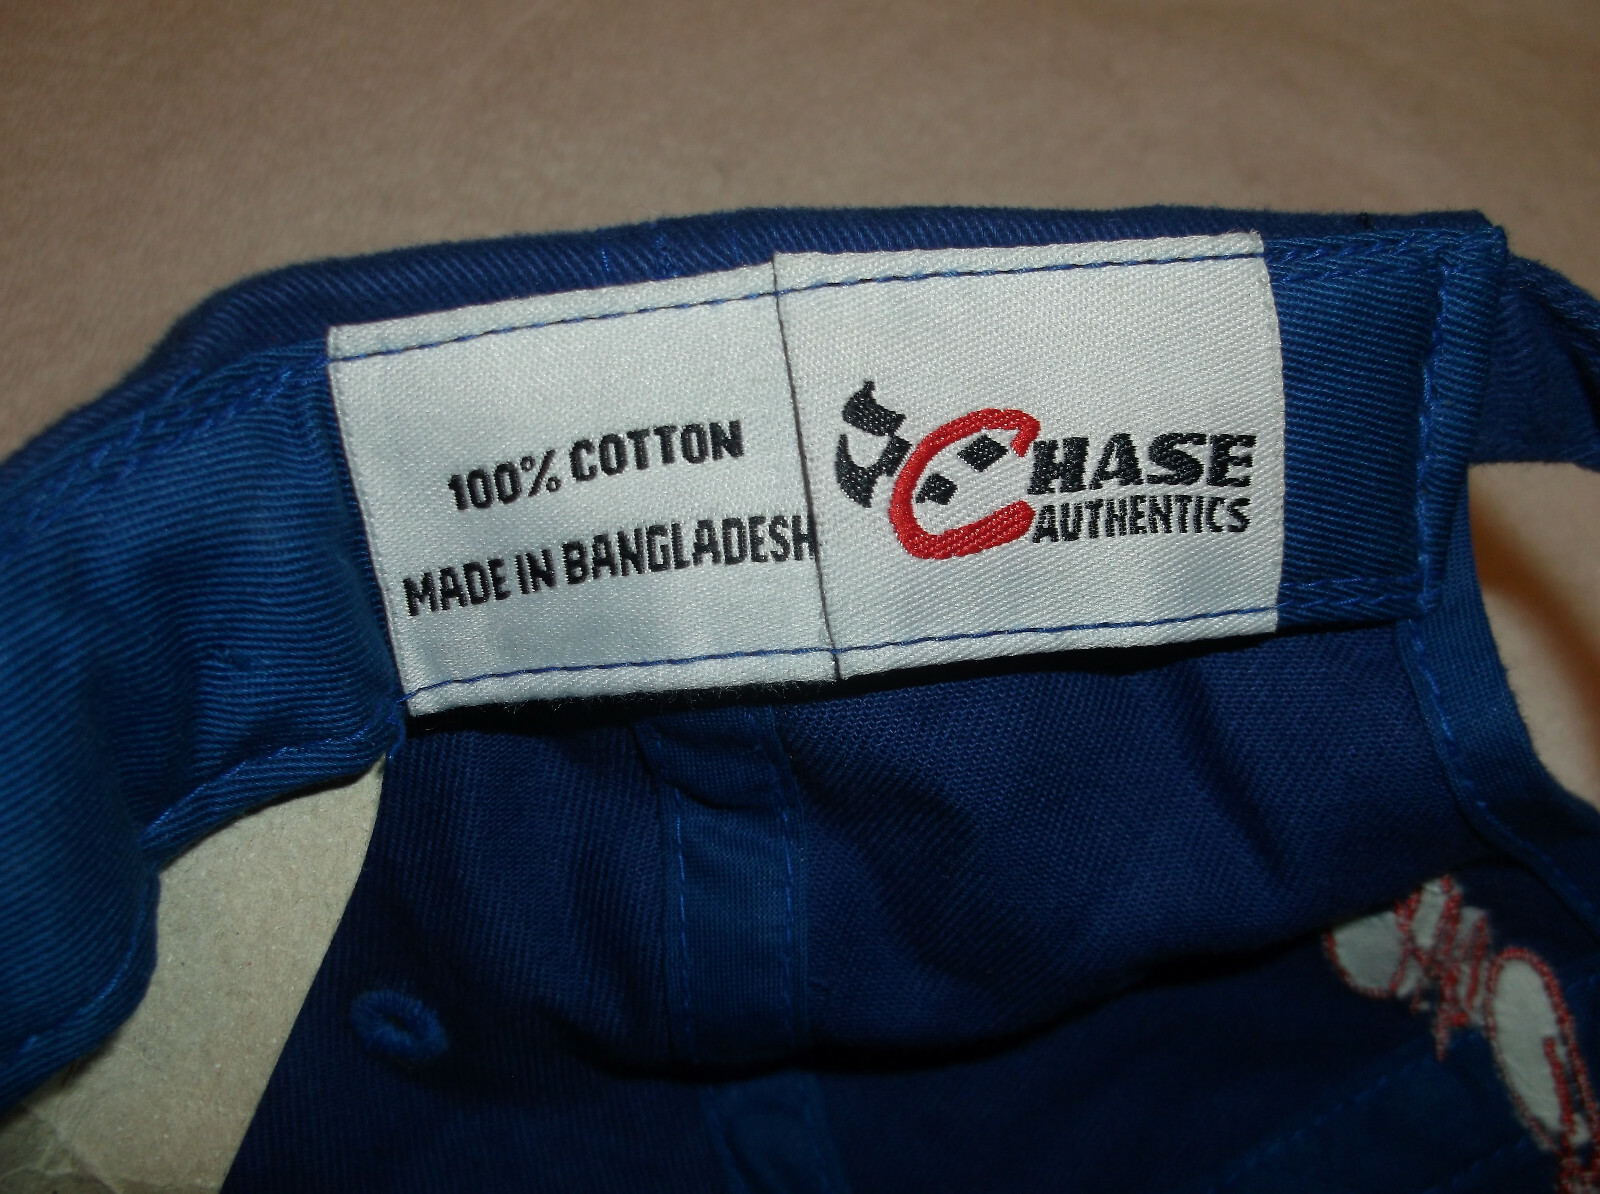 100% COTTON
MADE IN BANGLADESH
CHASE
AUTHENTICS